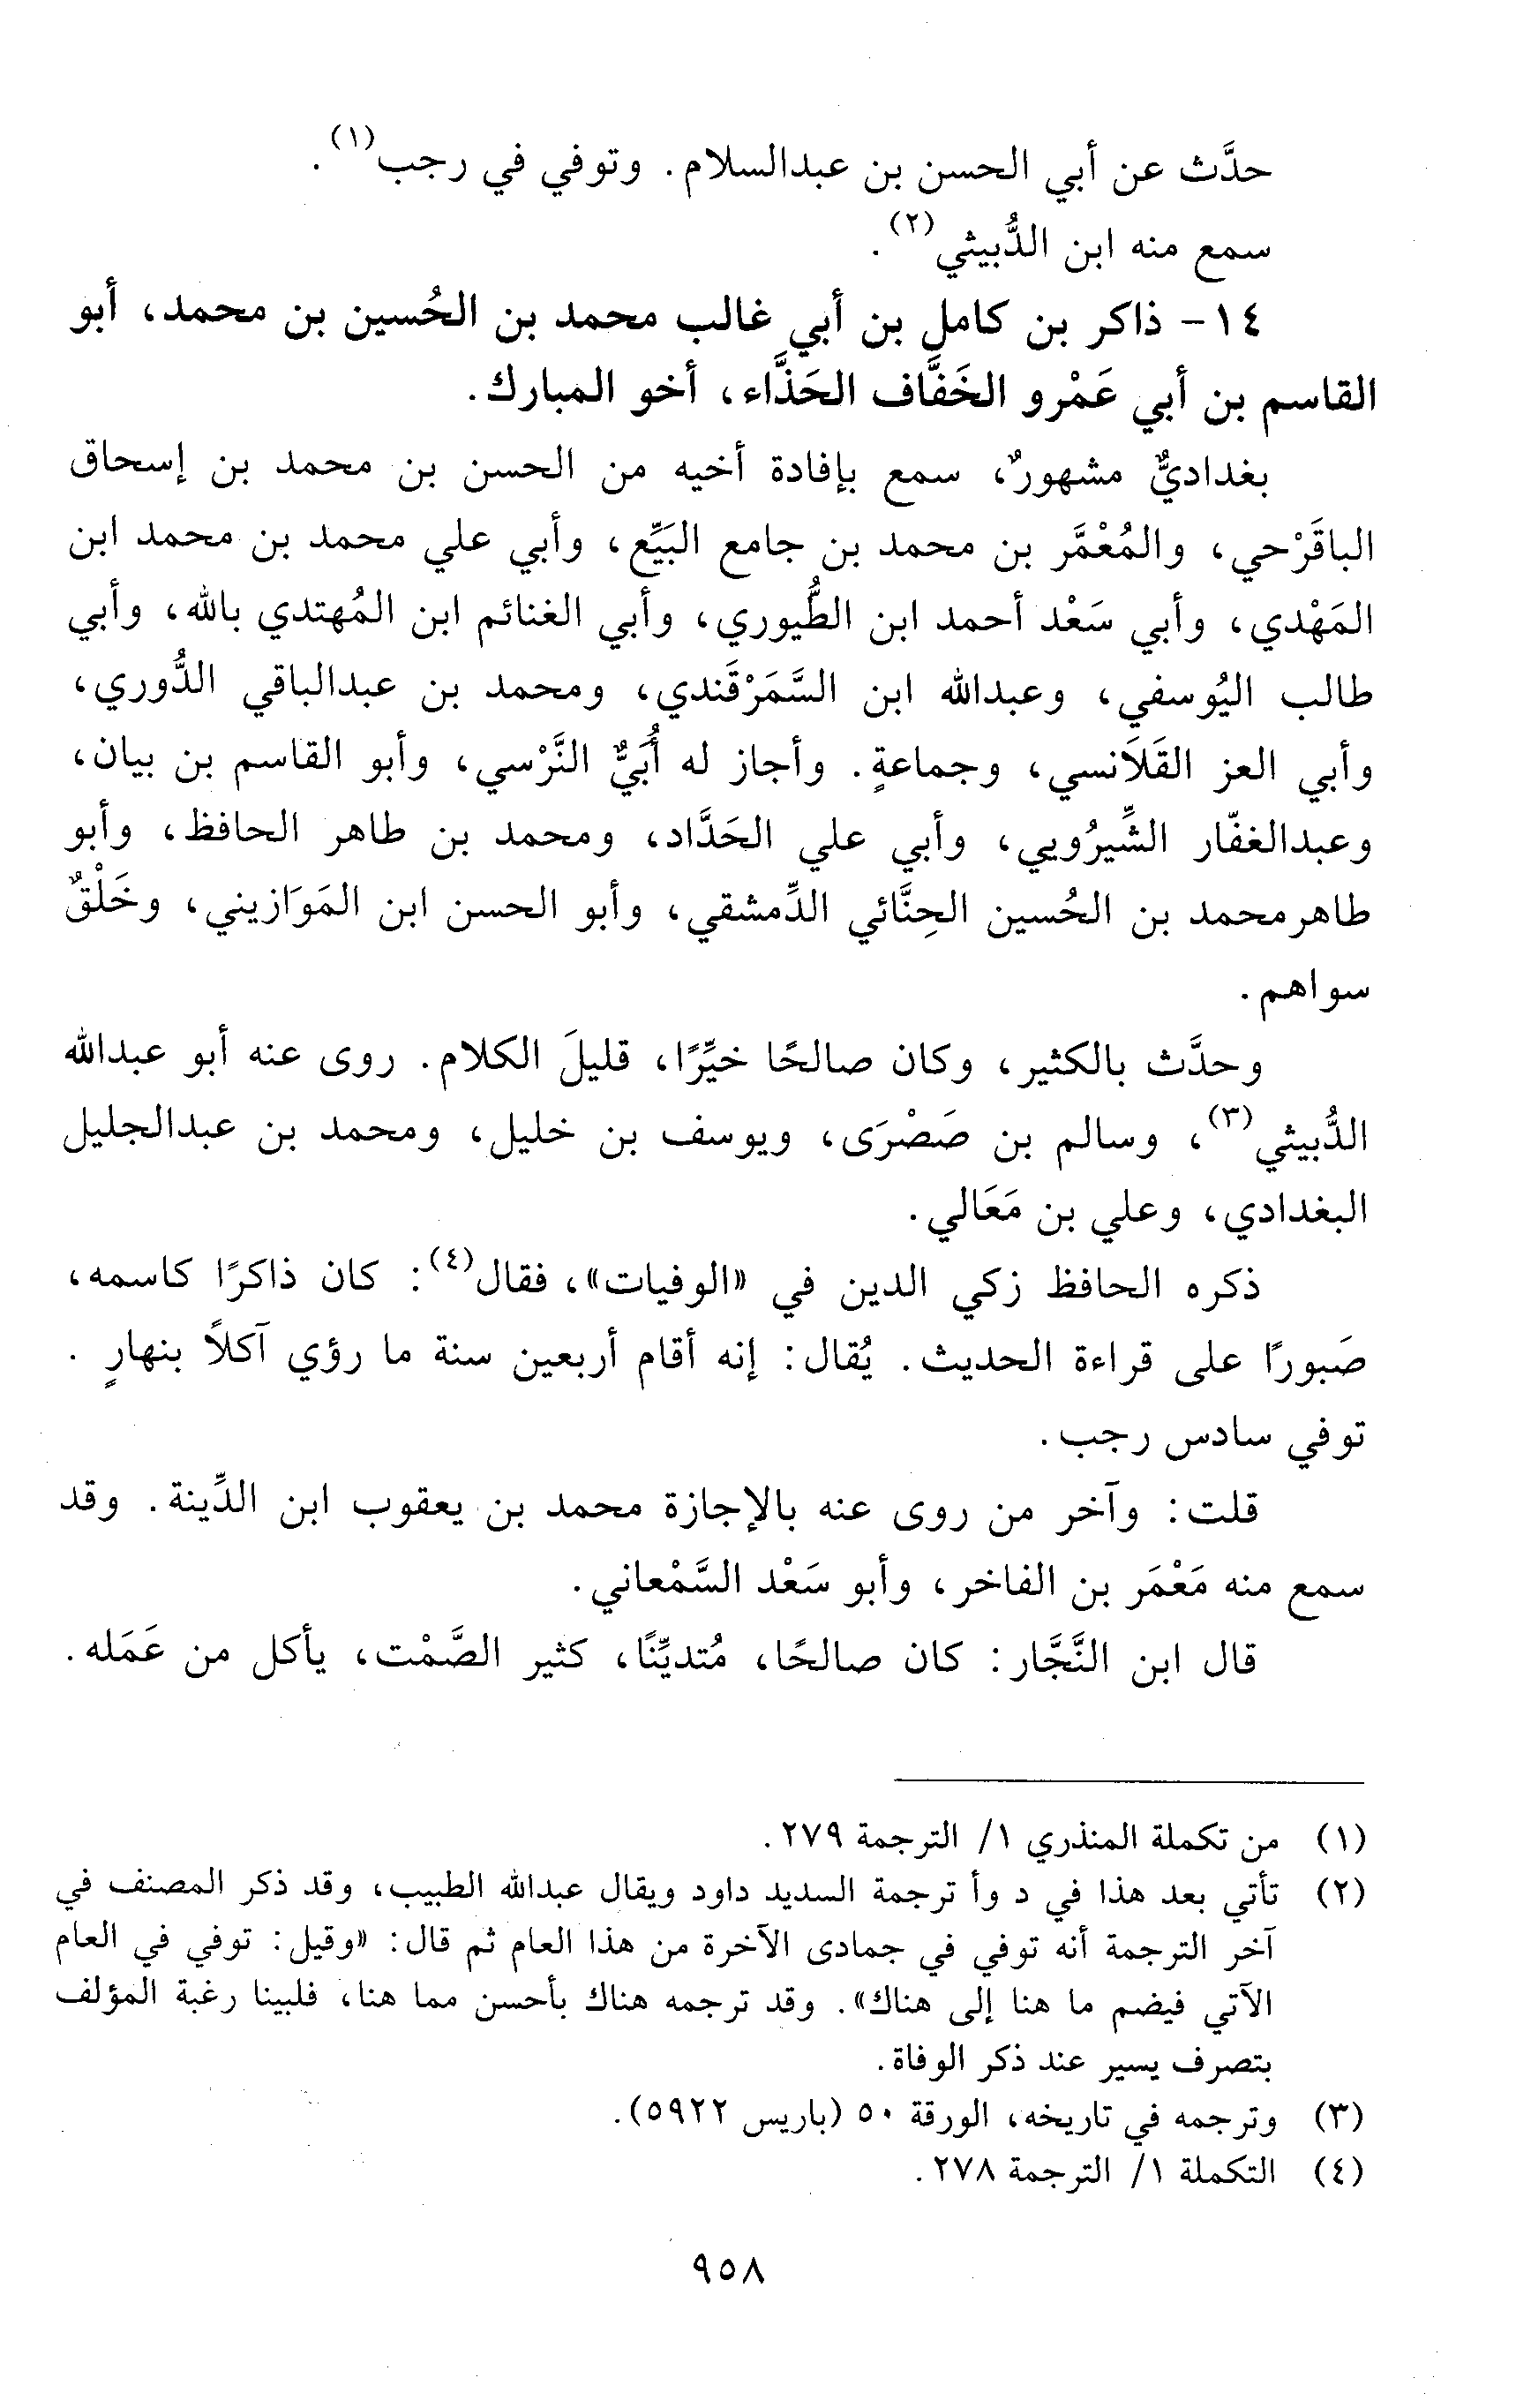 حدَّث عن أبي الحسن بن عبدالسلام. وتوفي في رجب(١).
سمع منه ابن الدُّبيثي(٢).
١٤- ذاكر بن كامل بن أبي غالب محمد بن الحُسين بن محمد، أبو
القاسم بن أبي عَمْرو الخَفَّاف الحَذَّاء، أخو المبارك.
بغداديٌّ مشهورٌ، سمع بإفادة أخيه من الحسن بن محمد بن إسحاق
الباقَرْحي، والمُعْمَّر بن محمد بن جامع البَيِّع، وأبي علي محمد بن محمد ابن
المَهْدي، وأبي سَعْد أحمد ابن الطُّيوري، وأبي الغنائم ابن المُهتدي بالله، وأبي
طالب اليُوسفي، وعبدالله ابن السَّمَرْقَندي، ومحمد بن عبدالباقي الدُّوري،
وأبي العز القَلَانسي، وجماعةٍ. وأجاز له أُبَيٌّ النَّرْسي، وأبو القاسم بن بيان،
وعبدالغفّار الشِّيرُويي، وأبي علي الحَدَّاد، ومحمد بن طاهر الحافظ، وأبو
طاهرمحمد بن الحُسين الحِنَّائي الدِّمشقي، وأبو الحسن ابن المَوَازيني، وخَلْقٌ
سواهم.
وحدَّث بالكثير، وكان صالحًا خيِّرًا، قليلَ الكلام. روى عنه أبو عبدالله
الدُّبيثي(٣)، وسالم بن صَصْرَى، ويوسف بن خليل، ومحمد بن عبدالجليل
البغدادي، وعلي بن مَعَالي.
ذكره الحافظ زكي الدين في «الوفيات»، فقال(٤): كان ذاكرًا كاسمه،
صَبورًا على قراءة الحديث. يُقال: إنه أقام أربعين سنة ما رؤي آكلاً بنهارٍ .
توفي سادس رجب.
قلت: وآخر من روى عنه بالإجازة محمد بن يعقوب ابن الدِّينة. وقد
سمع منه مَعْمَر بن الفاخر، وأبو سَعْد السَّمْعاني.
قال ابن النَّجَّار: كان صالحًا، مُتديِّنًا، كثير الصَّمْت، يأكل من عَمَله.
(١) من تكملة المنذري ١/ الترجمة ٢٧٩.
(٢) تأتي بعد هذا في د وأ ترجمة السديد داود ويقال عبدالله الطبيب، وقد ذكر المصنف في
آخر الترجمة أنه توفي في جمادى الآخرة من هذا العام ثم قال: «وقيل: توفي في العام
الآتي فيضم ما هنا إلى هناك». وقد ترجمه هناك بأحسن مما هنا، فلبينا رغبة المؤلف
بتصرف يسير عند ذكر الوفاة.
(٣) وترجمه في تاريخه، الورقة ٥٠ (باريس ٥٩٢٢).
(٤) التكملة ١/ الترجمة ٢٧٨.
٩٥٨